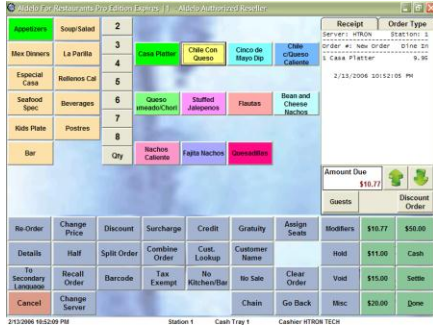 Aldelo For Restaurants Pro Edition Express | 1 - Aldelo Authorized Reseller
Appetizers
Soup/Salad
2
Receipt
Order Type
Server: HTRON Station: 1
Order #: New Order Dine In
Mex Dinners
La Parilla
3
4
Casa Platter
Chile Con Queso
Cinco de Mayo Dip
Chile c/Queso Caliente
1 Casa Platter 9.95
2/13/2006 10:52:05 PM
Especial Casa
Rellenos Cal
5
Seafood Spec
Beverages
6
Queso
Stuffed Jalepenos
Flautas
Bean and Cheese Nachos
Kids Plate
Postres
7
8
Bar
Qty
Nachos Caliente
Fajita Nachos
Quesadillas
Amount Due
$10.77
Guests
Discount Order
Re-Order
Change Price
Discount
Surcharge
Credit
Gratuity
Assign Seats
Modifiers
$10.77
$50.00
Details
Half
Split Order
Combine Order
Cust. Lookup
Customer Name
Hold
$11.00
Cash
To Secondary Language
Recall Order
Barcode
Tax Exempt
No Kitchen/Bar
No Sale
Clear Order
Void
$15.00
Settle
Cancel
Change Server
Chain
Go Back
Misc
$20.00
Done
2/13/2006 10:52:09 PM
Station 1
Cash Tray 1
Cashier HTRON TECH